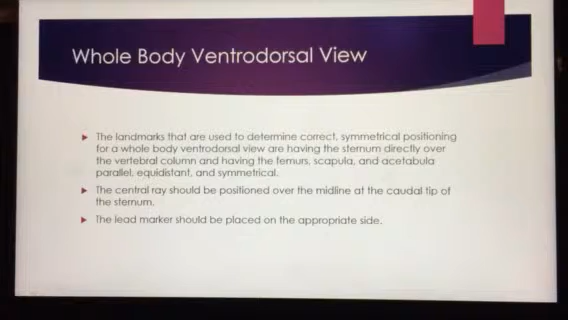 Whole Body Ventrodorsal View
The landmarks that are used to determine correct, symmetrical positioning
for a whole body ventrodorsal view are having the sternum directly over
the vertebral column and having the femurs, scapula, and acetabula
parallel, equidistant, and symmetrical.
The central ray should be positioned over the midline at the caudal tip of
the sternum.
The lead marker should be placed on the appropriate side.